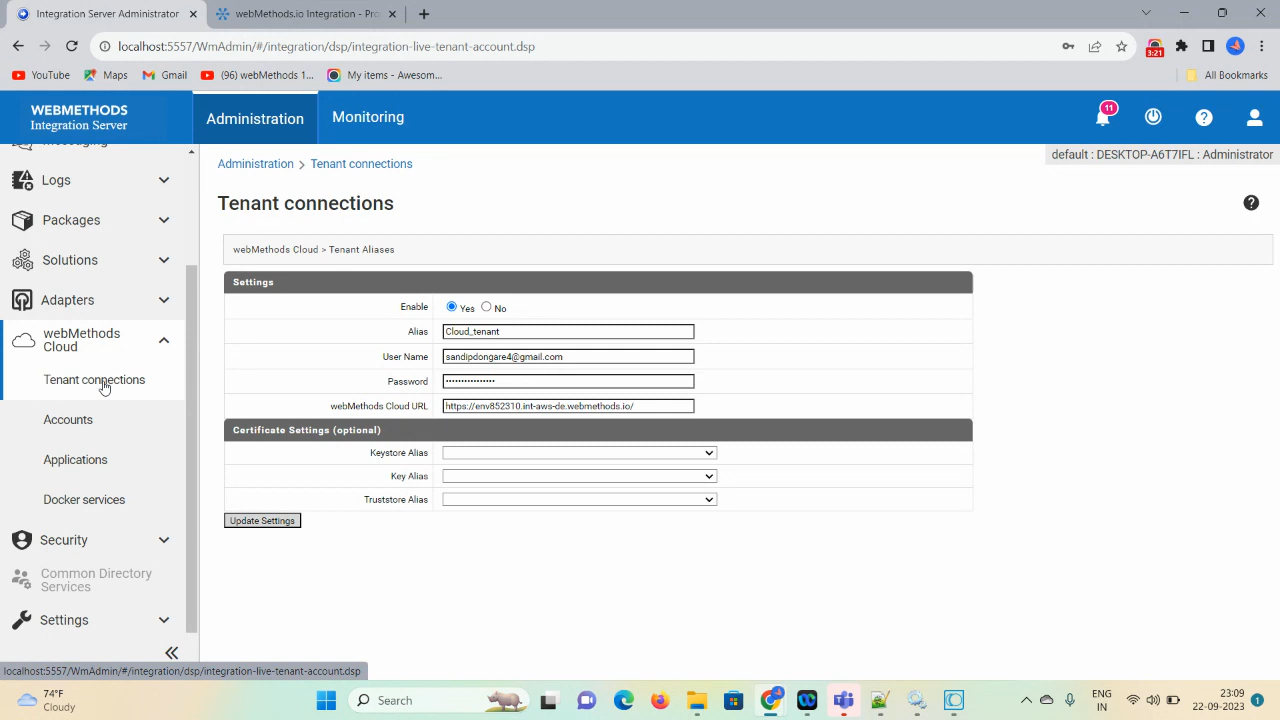 Integration Server Administrator
webMethods.io Integration - Pro
localhost:5557/WmAdmin/#/integration/dsp/integration-live-tenant-account.dsp
3:21
YouTube
Maps
Gmail
(96) webMethods 1...
My items - Awesom...
All Bookmarks
WEBMETHODS
Integration Server
Administration
Monitoring
11
default : DESKTOP-A6T7IFL : Administrator
Messaging
Logs
Packages
Solutions
Adapters
webMethods
Cloud
Tenant connections
Accounts
Applications
Docker services
Security
Common Directory
Services
Settings
Administration > Tenant connections
Tenant connections
webMethods Cloud > Tenant Aliases
Settings
Enable Yes No
Alias Cloud_tenant
User Name sandipdongare4@gmail.com
Password ················
webMethods Cloud URL https://env852310.int-aws-de.webmethods.io/
Certificate Settings (optional)
Keystore Alias
Key Alias
Truststore Alias
Update Settings
localhost:5557/WmAdmin/#/integration/dsp/integration-live-tenant-account.dsp
74°F
Cloudy
Search
ENG
IN
23:09
22-09-2023
1